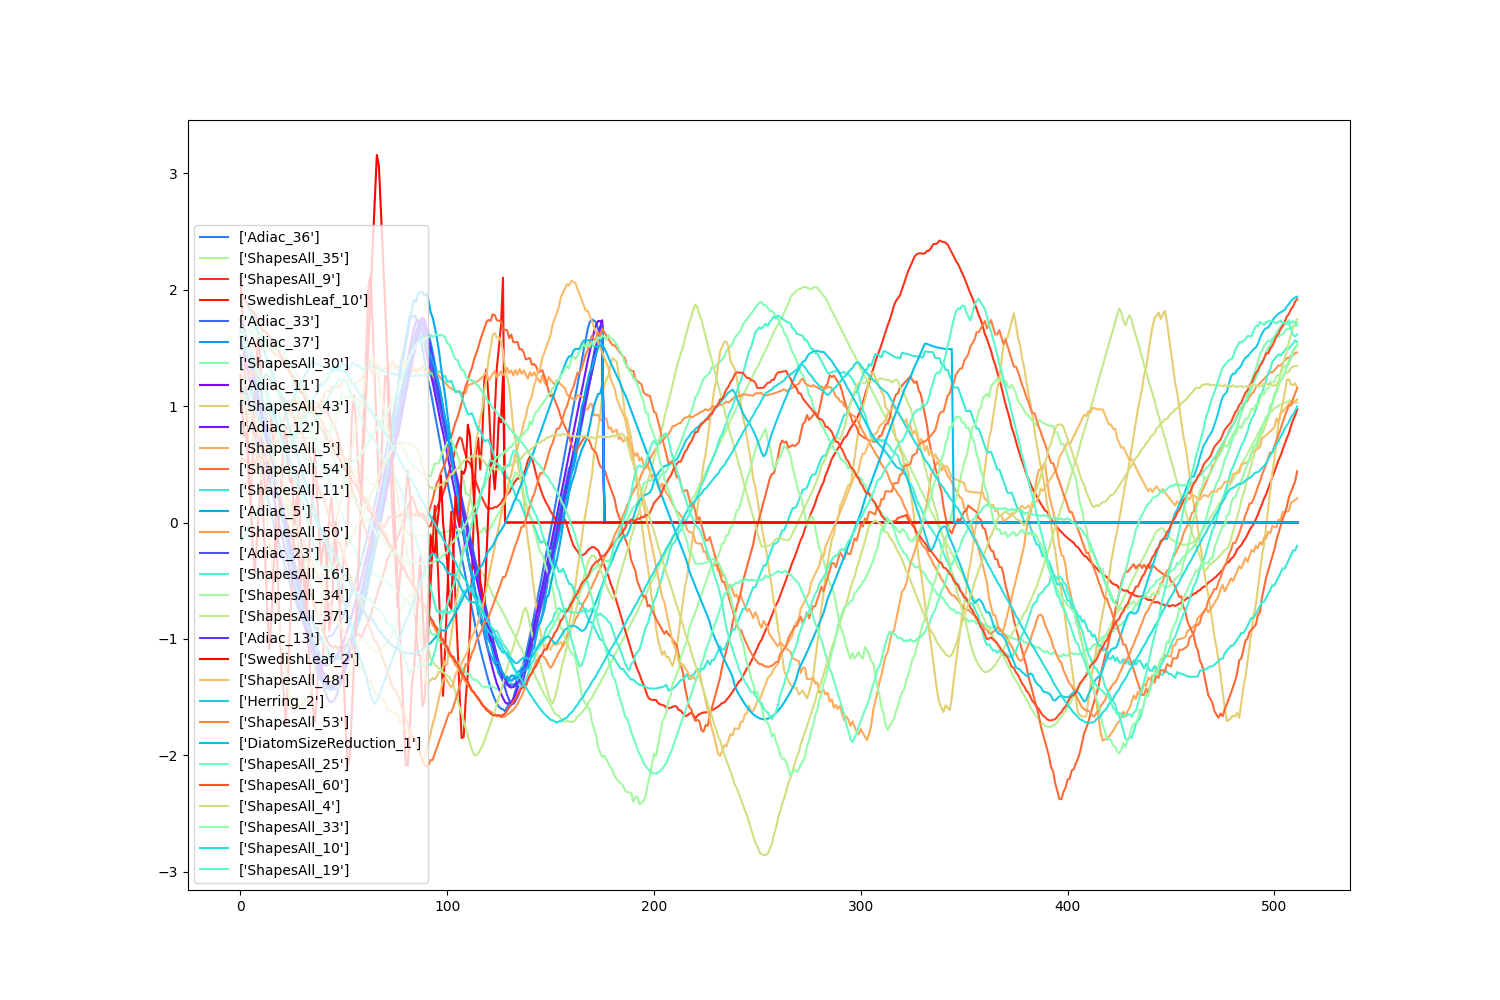 3
2
1
0
−1
−2
−3
['Adiac_36']
['ShapesAll_35']
['ShapesAll_9']
['SwedishLeaf_10']
['Adiac_33']
['Adiac_37']
['ShapesAll_30']
['Adiac_11']
['ShapesAll_43']
['Adiac_12']
['ShapesAll_5']
['ShapesAll_54']
['ShapesAll_11']
['Adiac_5']
['ShapesAll_50']
['Adiac_23']
['ShapesAll_16']
['ShapesAll_34']
['ShapesAll_37']
['Adiac_13']
['SwedishLeaf_2']
['ShapesAll_48']
['Herring_2']
['ShapesAll_53']
['DiatomSizeReduction_1']
['ShapesAll_25']
['ShapesAll_60']
['ShapesAll_4']
['ShapesAll_33']
['ShapesAll_10']
['ShapesAll_19']
0 100 200 300 400 500